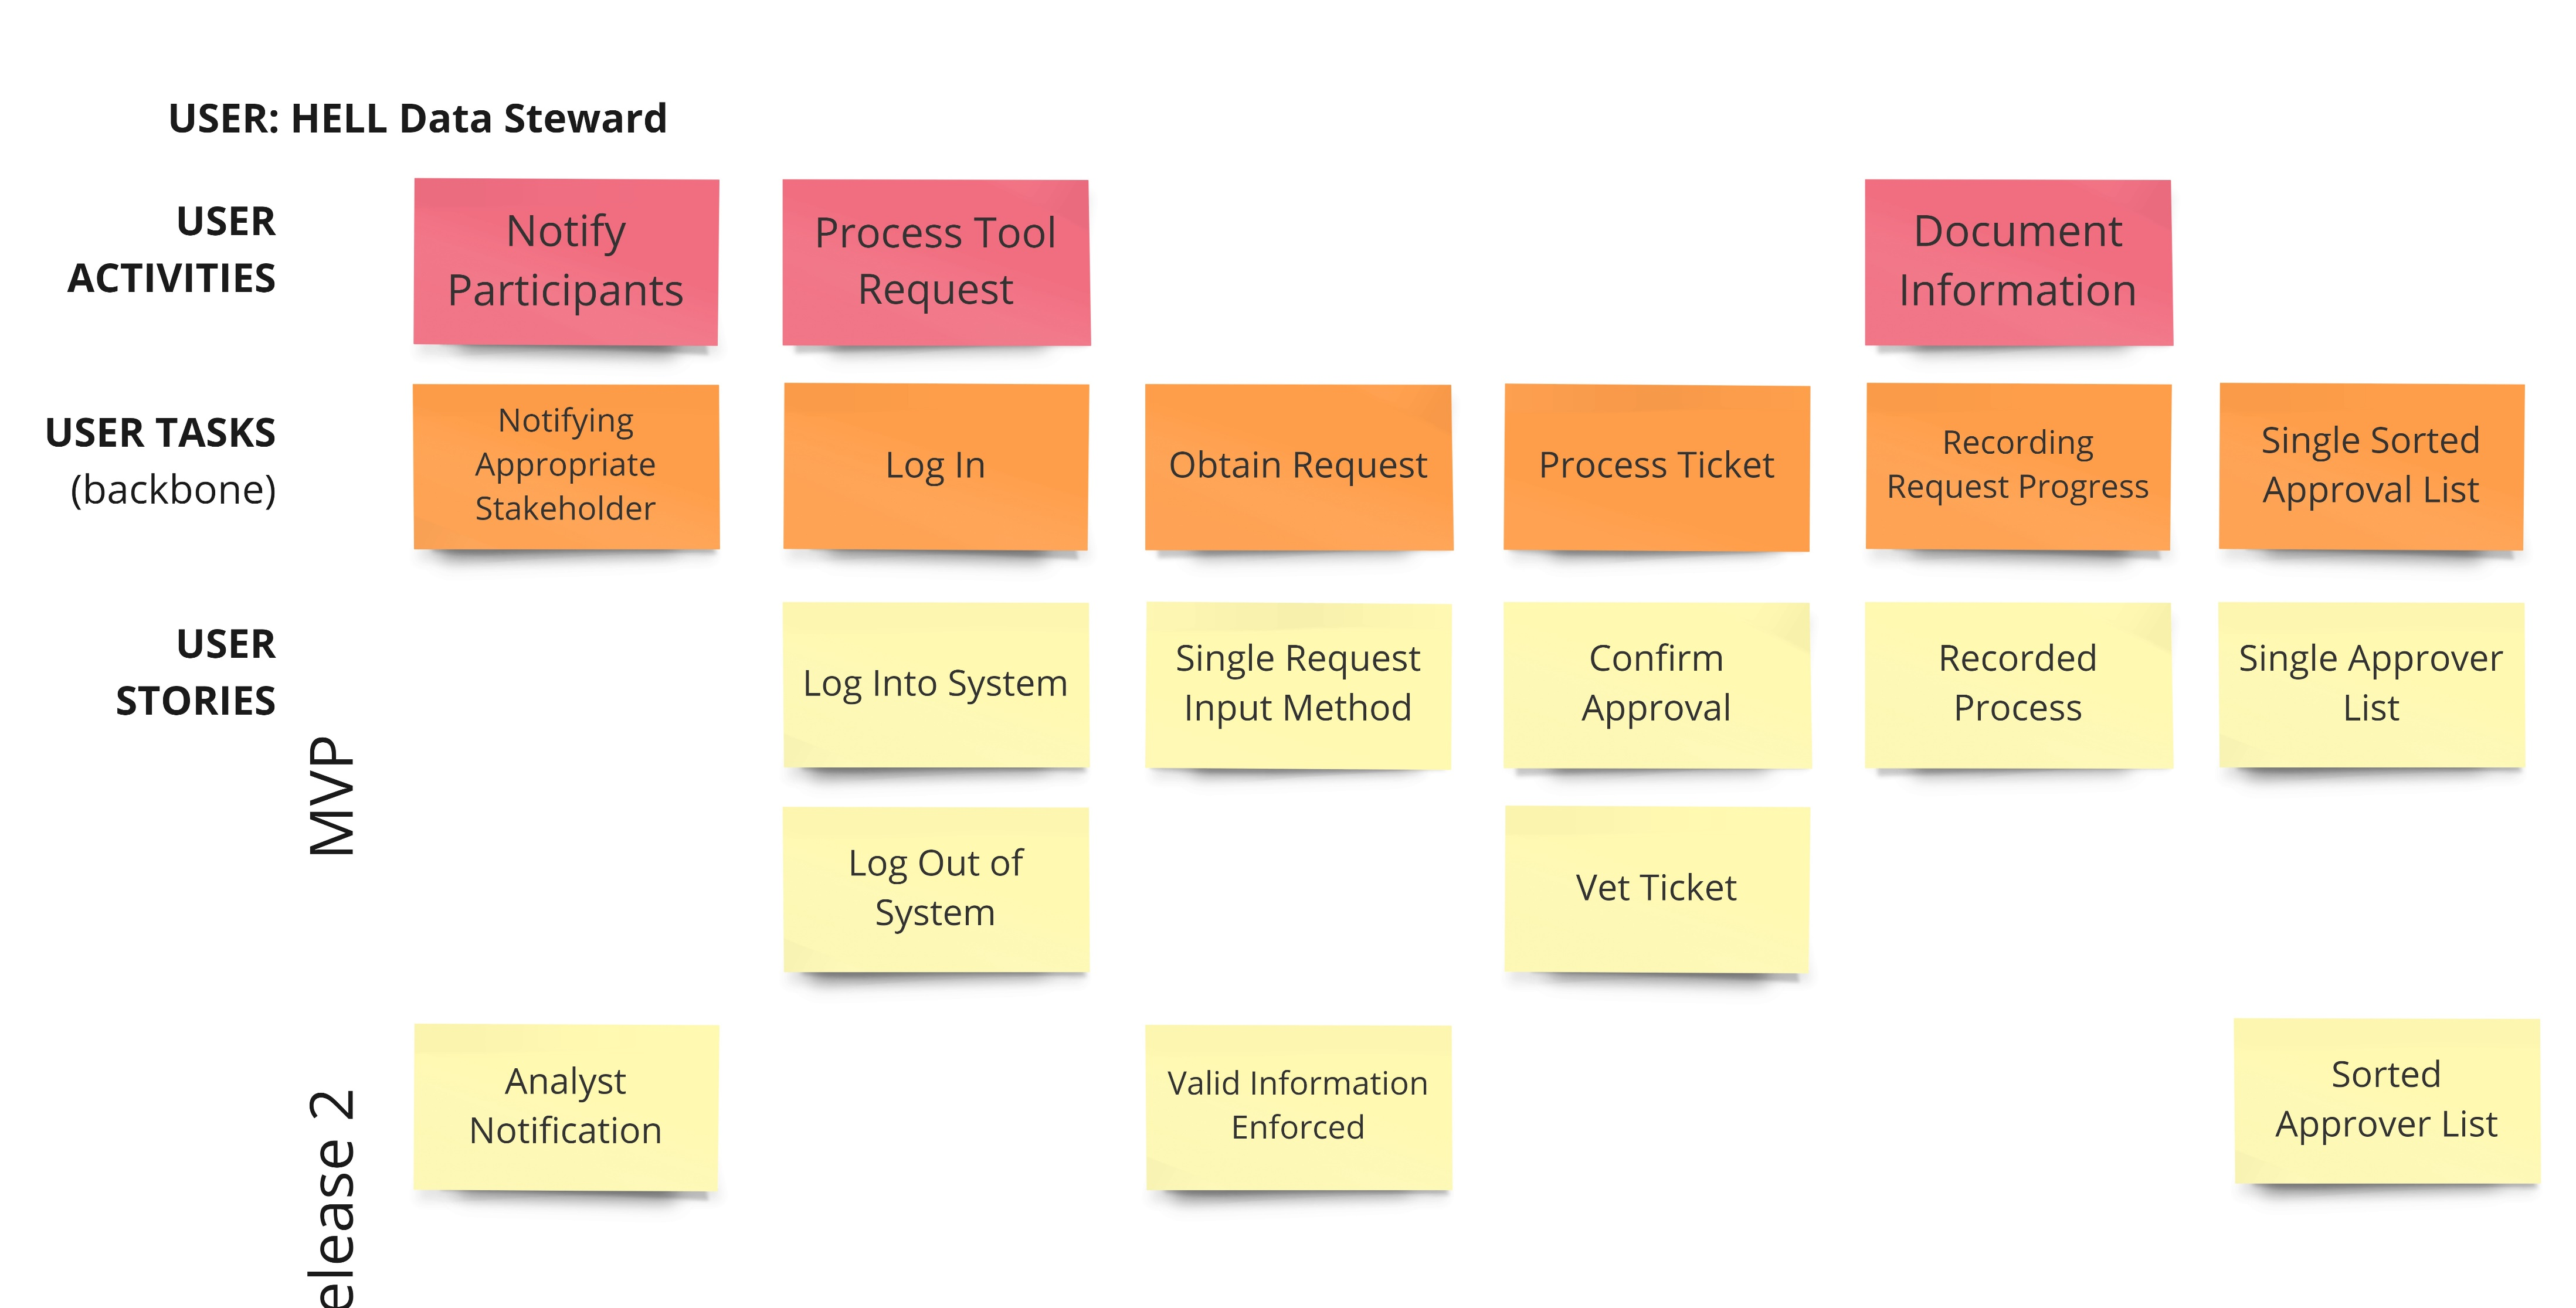 USER: HELL Data Steward
USER
ACTIVITIES
Notify
Participants
Process Tool
Request
Document
Information
USER TASKS
(backbone)
Notifying
Appropriate
Stakeholder
Log In
Obtain Request
Process Ticket
Recording
Request Progress
Single Sorted
Approval List
USER
STORIES
MVP
Log Into System
Single Request
Input Method
Confirm
Approval
Recorded
Process
Single Approver
List
Log Out of
System
Vet Ticket
elease 2
Analyst
Notification
Valid Information
Enforced
Sorted
Approver List